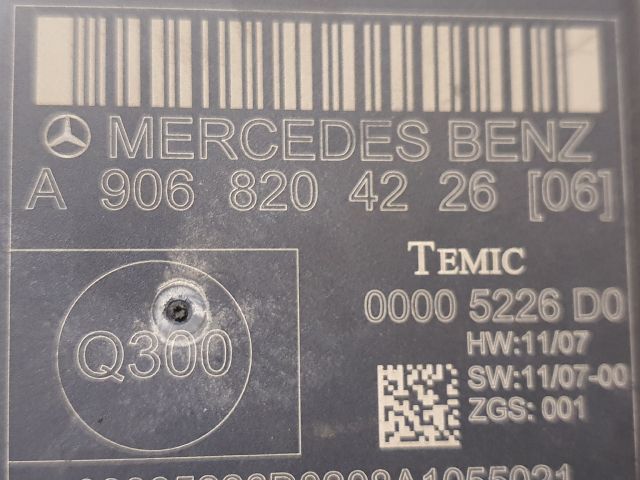 MERCEDES BENZ
A 906 820 42 26 [06]
TEMIC
0000 5226 D0
HW:11/07
Q300
SW:11/07-00
ZGS: 001